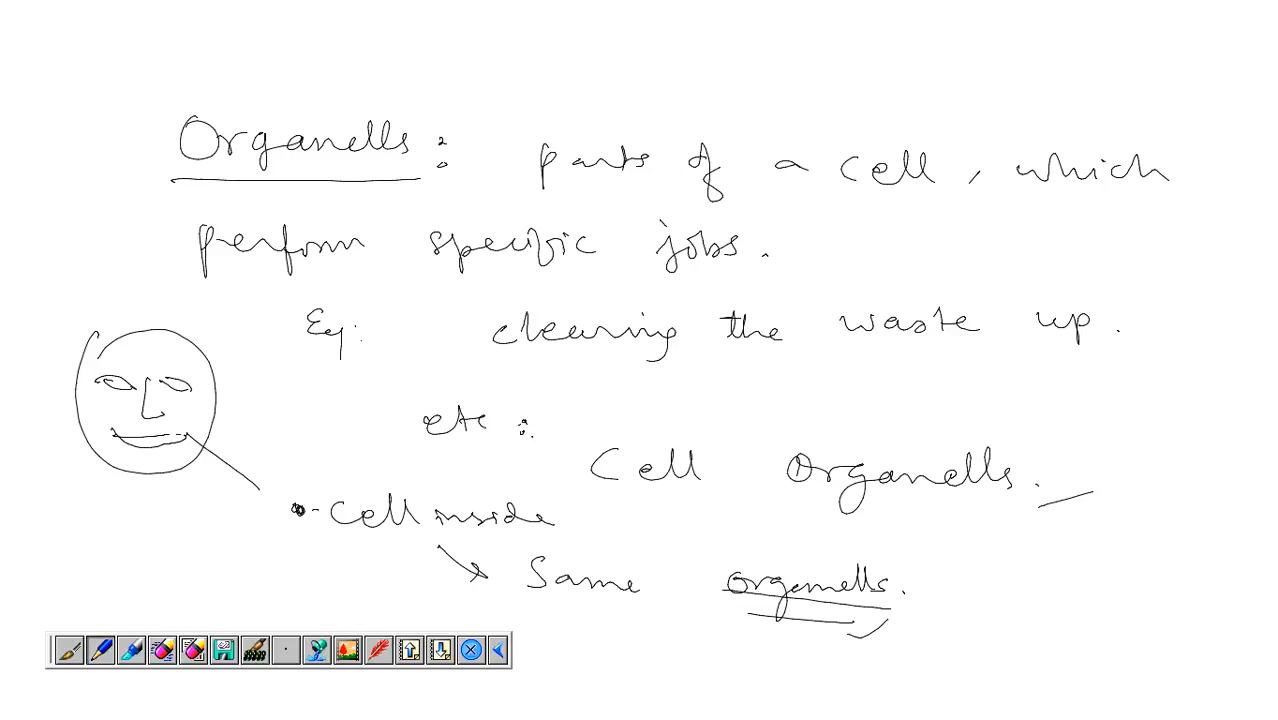 Organells: parts of a cell, which
perform specific jobs.
Eg: clearing the waste up.
etc:
Cell Organells.
- Cell inside
Same organells.